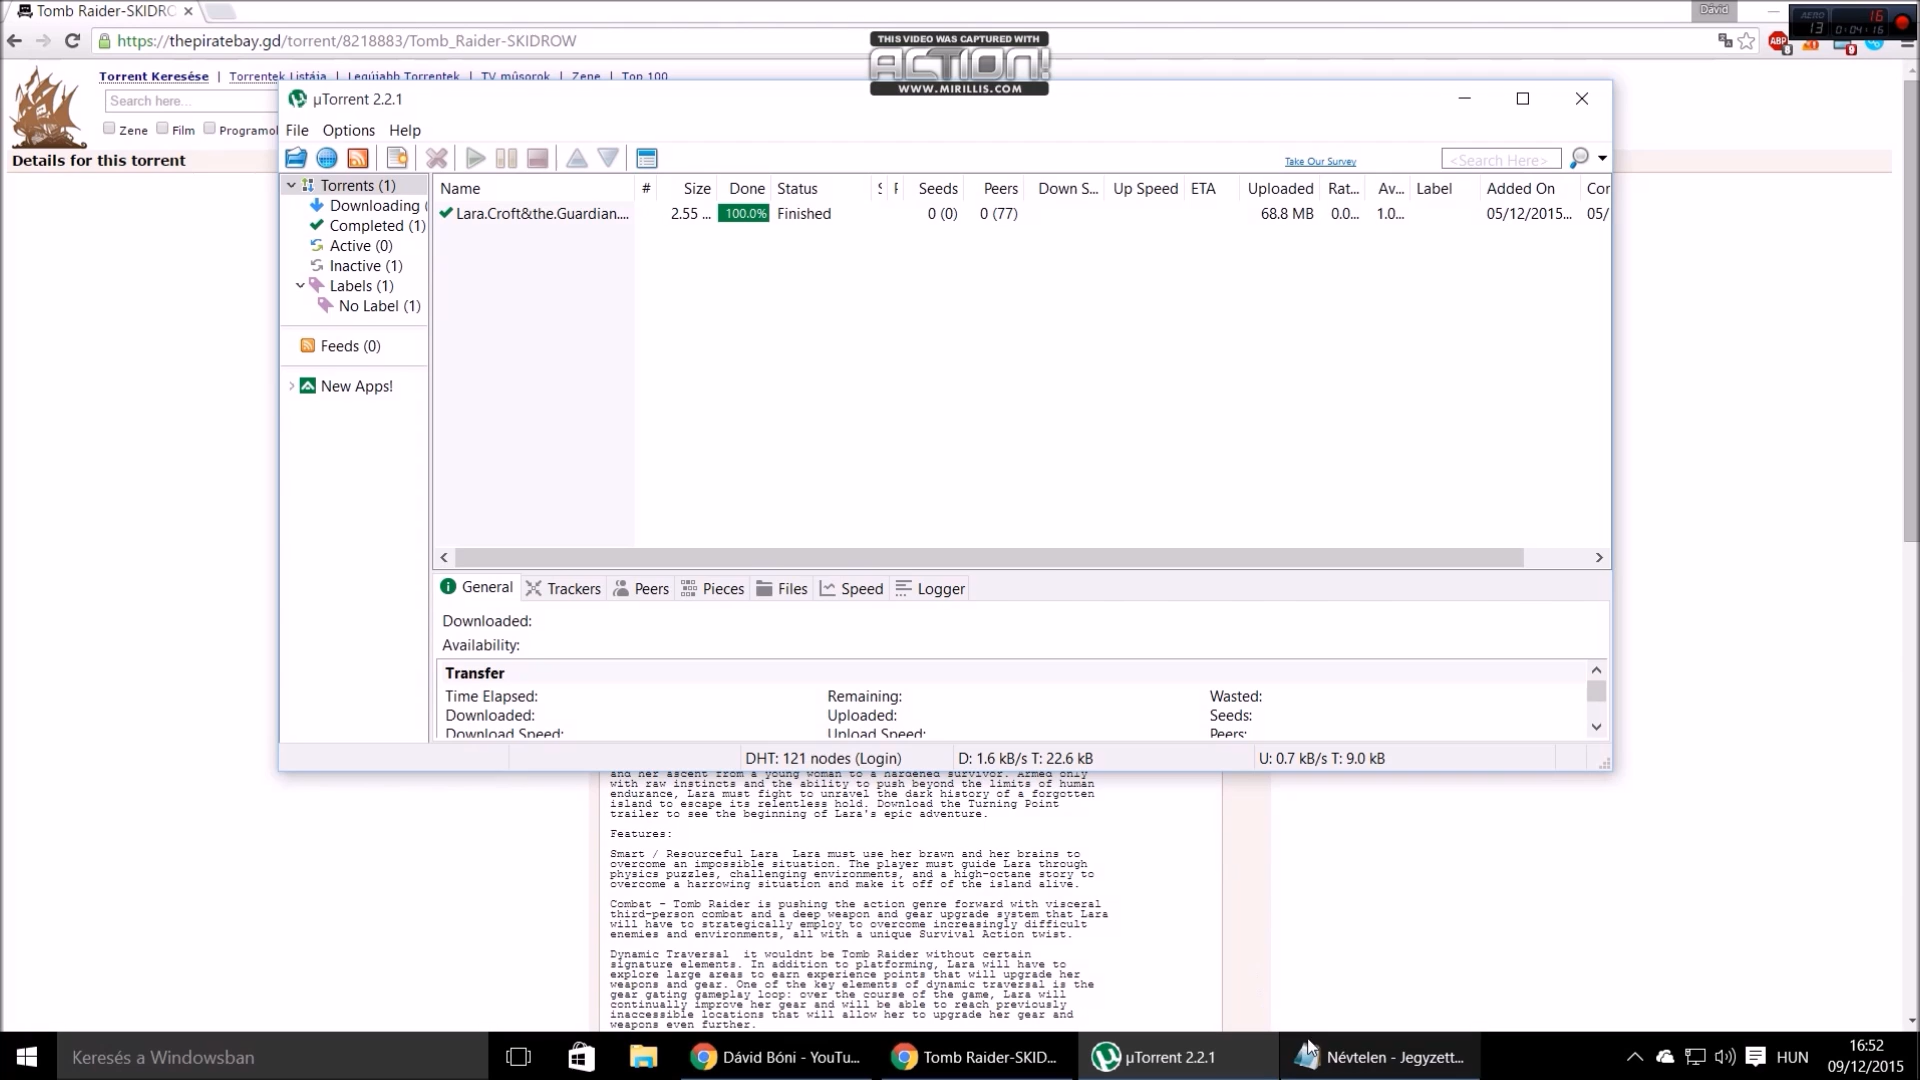 Tomb Raider-SKIDRC
Dávid
https://thepiratebay.gd/torrent/8218883/Tomb_Raider-SKIDROW
THIS VIDEO WAS CAPTURED WITH
ACTION!
WWW.MIRILLIS.COM
AERO
13
16
0:04:16
ABP
8
9
Torrent Keresése | Torrentek Listája | Legújabb Torrentek | TV műsorok | Zene | Top 100
Search here...
Zene Film Programok
Details for this torrent
µTorrent 2.2.1
File Options Help
Take Our Survey
<Search Here>
Torrents (1)
Downloading (
Completed (1)
Active (0)
Inactive (1)
Labels (1)
No Label (1)
Feeds (0)
New Apps!
Name # Size Done Status Seeds Peers Down S... Up Speed ETA Uploaded Rat... Av... Label Added On Cor
Lara.Croft&the.Guardian.... 2.55 ... 100.0% Finished 0 (0) 0 (77) 68.8 MB 0.0... 1.0... 05/12/2015... 05/
General Trackers Peers Pieces Files Speed Logger
Downloaded:
Availability:
Transfer
Time Elapsed: Remaining: Wasted:
Downloaded: Uploaded: Seeds:
Download Speed: Upload Speed: Peers:
DHT: 121 nodes (Login) D: 1.6 kB/s T: 22.6 kB U: 0.7 kB/s T: 9.0 kB
and her ascent from a young woman to a hardened survivor. Armed only
with raw instincts and the ability to push beyond the limits of human
endurance, Lara must fight to unravel the dark history of a forgotten
island to escape its relentless hold. Download the Turning Point
trailer to see the beginning of Lara's epic adventure.
Features:
Smart / Resourceful Lara Lara must use her brawn and her brains to
overcome an impossible situation. The player must guide Lara through
physics puzzles, challenging environments, and a high-octane story to
overcome a harrowing situation and make it off of the island alive.
Combat - Tomb Raider is pushing the action genre forward with visceral
third-person combat and a deep weapon and gear upgrade system that Lara
will have to strategically employ to overcome increasingly difficult
enemies and environments, all with a unique Survival Action twist.
Dynamic Traversal it wouldnt be Tomb Raider without certain
signature elements. In addition to platforming, Lara will have to
explore large areas to earn experience points that will upgrade her
weapons and gear. One of the key elements of dynamic traversal is the
gear gating gameplay loop: over the course of the game, Lara will
continually improve her gear and will be able to reach previously
inaccessible locations that will allow her to upgrade her gear and
weapons even further.
Keresés a Windowsban
Dávid Bóni - YouTu...
Tomb Raider-SKID...
µTorrent 2.2.1
Névtelen - Jegyzett...
HUN
16:52
09/12/2015